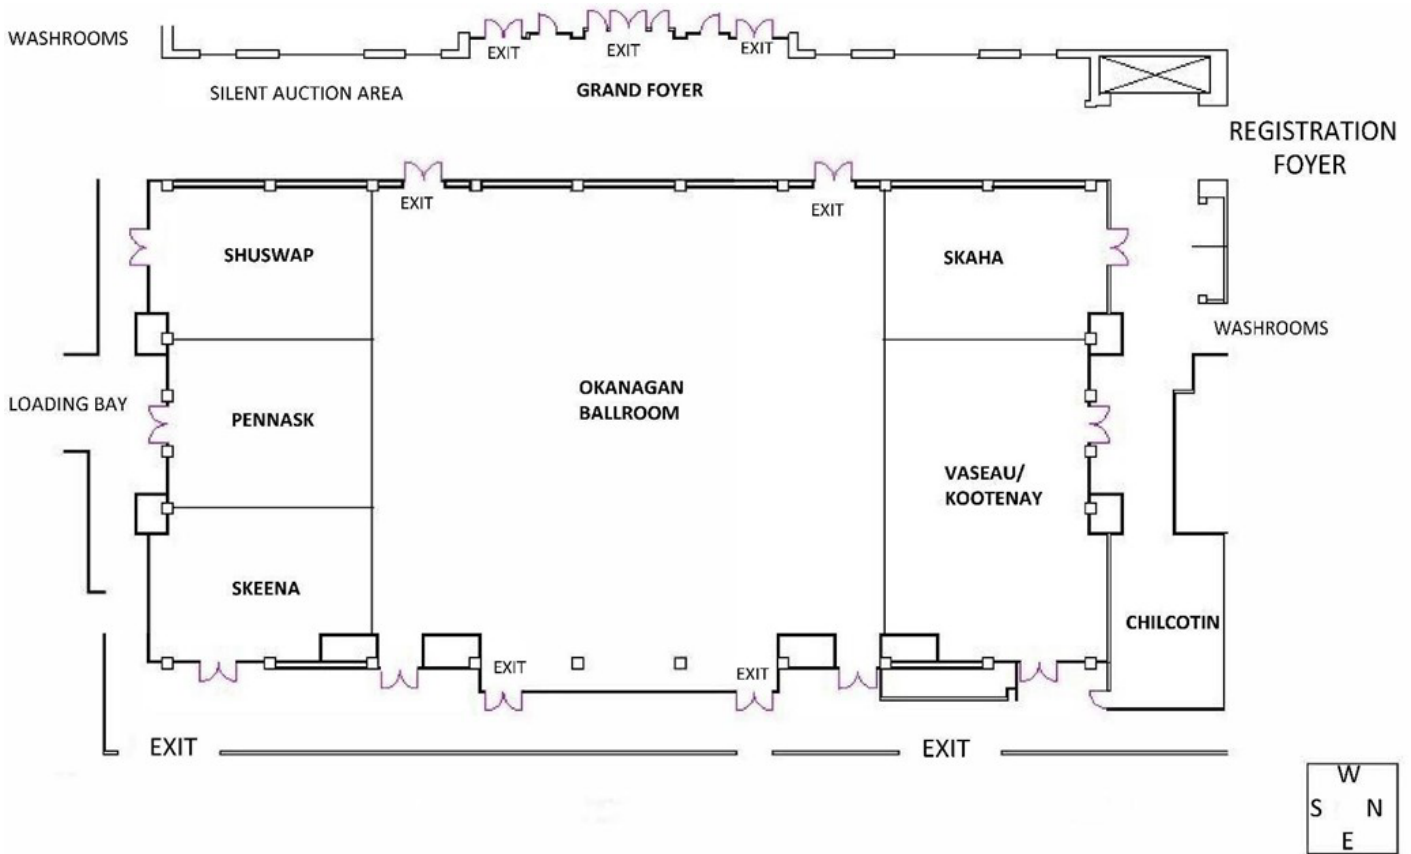 WASHROOMS
EXIT
EXIT
EXIT
SILENT AUCTION AREA
GRAND FOYER
REGISTRATION
FOYER
EXIT
EXIT
SHUSWAP
SKAHA
WASHROOMS
LOADING BAY
PENNASK
OKANAGAN
BALLROOM
VASEAU/
KOOTENAY
SKEENA
CHILCOTIN
EXIT
EXIT
EXIT
EXIT
W
S N
E